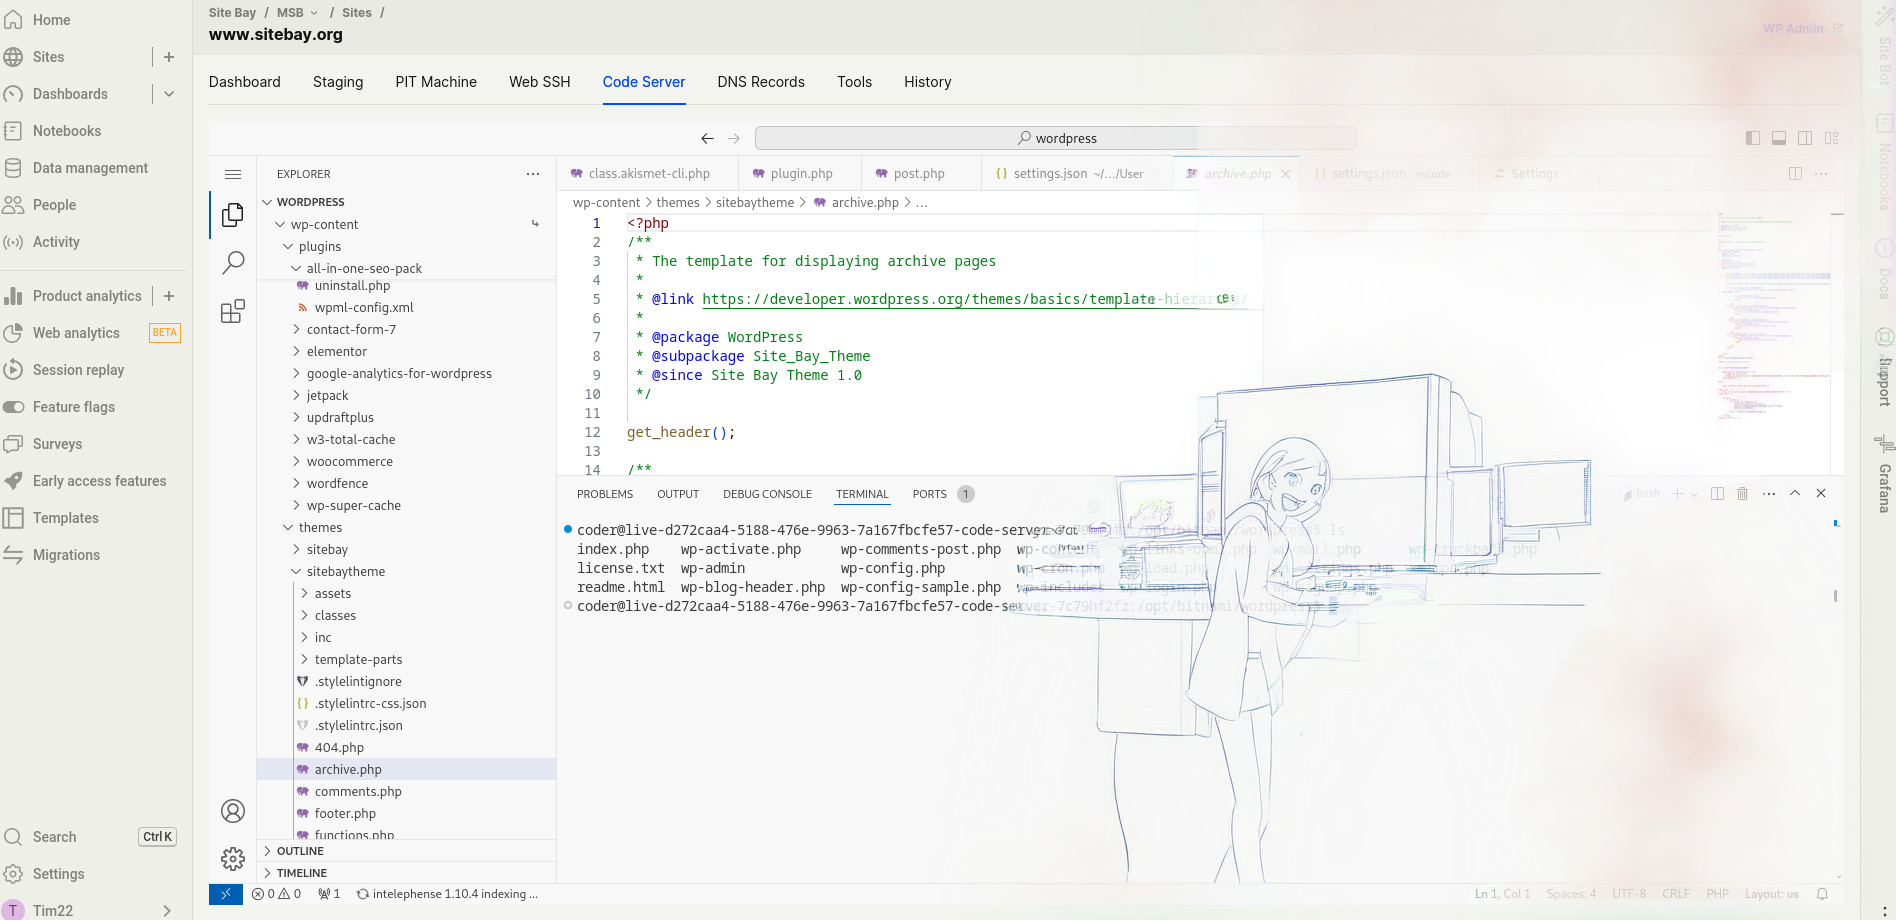 Home
Sites
Dashboards
Notebooks
Data management
People
Activity
Product analytics
Web analytics BETA
Session replay
Feature flags
Surveys
Early access features
Templates
Migrations
Search Ctrl K
Settings
T Tim22
Site Bay / MSB / Sites /
www.sitebay.org
WP Admin
Dashboard Staging PIT Machine Web SSH Code Server DNS Records Tools History
wordpress
EXPLORER
WORDPRESS
wp-content
plugins
all-in-one-seo-pack
uninstall.php
wpml-config.xml
contact-form-7
elementor
google-analytics-for-wordpress
jetpack
updraftplus
w3-total-cache
woocommerce
wordfence
wp-super-cache
themes
sitebay
sitebaytheme
assets
classes
inc
template-parts
.stylelintignore
.stylelintrc-css.json
.stylelintrc.json
404.php
archive.php
comments.php
footer.php
functions.php
OUTLINE
TIMELINE
class.akismet-cli.php plugin.php post.php {} settings.json ~/.../User archive.php {} settings.json .vscode Settings
wp-content > themes > sitebaytheme > archive.php > ...
1 <?php
2 /**
3 * The template for displaying archive pages
4 *
5 * @link https://developer.wordpress.org/themes/basics/template-hierarchy/
6 *
7 * @package WordPress
8 * @subpackage Site_Bay_Theme
9 * @since Site Bay Theme 1.0
10 */
11
12 get_header();
13
14 /**
PROBLEMS OUTPUT DEBUG CONSOLE TERMINAL PORTS 1 bash
coder@live-d272caa4-5188-476e-9963-7a167fbcfe57-code-server-7c79hf2fz:/opt/bitnami/wordpress$ ls
index.php wp-activate.php wp-comments-post.php wp-content wp-links-opml.php wp-mail.php wp-trackback.php
license.txt wp-admin wp-config.php wp-cron.php wp-load.php
readme.html wp-blog-header.php wp-config-sample.php wp-includes wp-login.php
coder@live-d272caa4-5188-476e-9963-7a167fbcfe57-code-server-7c79hf2fz:/opt/bitnami/wordpress$
0 0 1 intelephense 1.10.4 indexing ... Ln 1, Col 1 Spaces: 4 UTF-8 CRLF PHP Layout: us
Site Bot
Notebooks
Docs
Support
Grafana